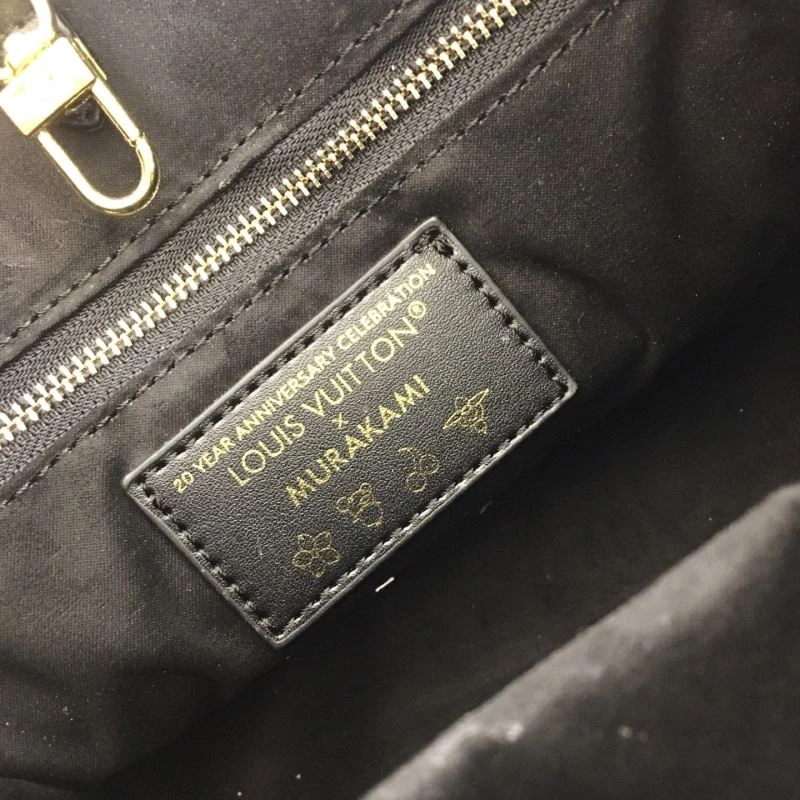 20 YEAR ANNIVERSARY CELEBRATION
LOUIS VUITTON®
×
MURAKAMI